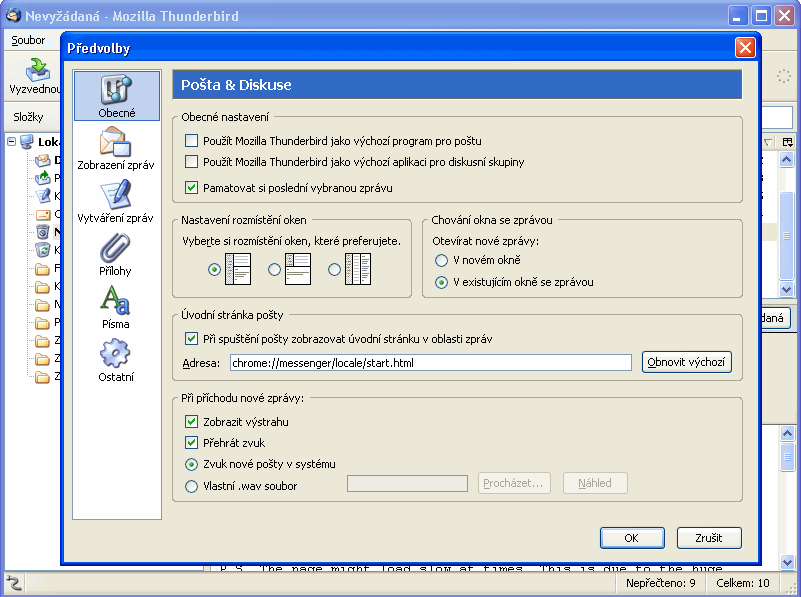 Nevyžádaná - Mozilla Thunderbird
Soubor
Předvolby
Vyzvednou
Složky
Obecné
Zobrazení zpráv
Vytváření zpráv
Přílohy
Písma
Ostatní
Pošta & Diskuse
Obecné nastavení
Použít Mozilla Thunderbird jako výchozí program pro poštu
Použít Mozilla Thunderbird jako výchozí aplikaci pro diskusní skupiny
Pamatovat si poslední vybranou zprávu
Nastavení rozmístění oken
Vyberte si rozmístění oken, které preferujete.
Chování okna se zprávou
Otevírat nové zprávy:
V novém okně
V existujícím okně se zprávou
Úvodní stránka pošty
Při spuštění pošty zobrazovat úvodní stránku v oblasti zpráv
Adresa: chrome://messenger/locale/start.html Obnovit výchozí
Při příchodu nové zprávy:
Zobrazit výstrahu
Přehrát zvuk
Zvuk nové pošty v systému
Vlastní .wav soubor Procházet... Náhled
OK Zrušit
P.S. The page might load slow at times. This is due to the huge
Nepřečteno: 9 Celkem: 10